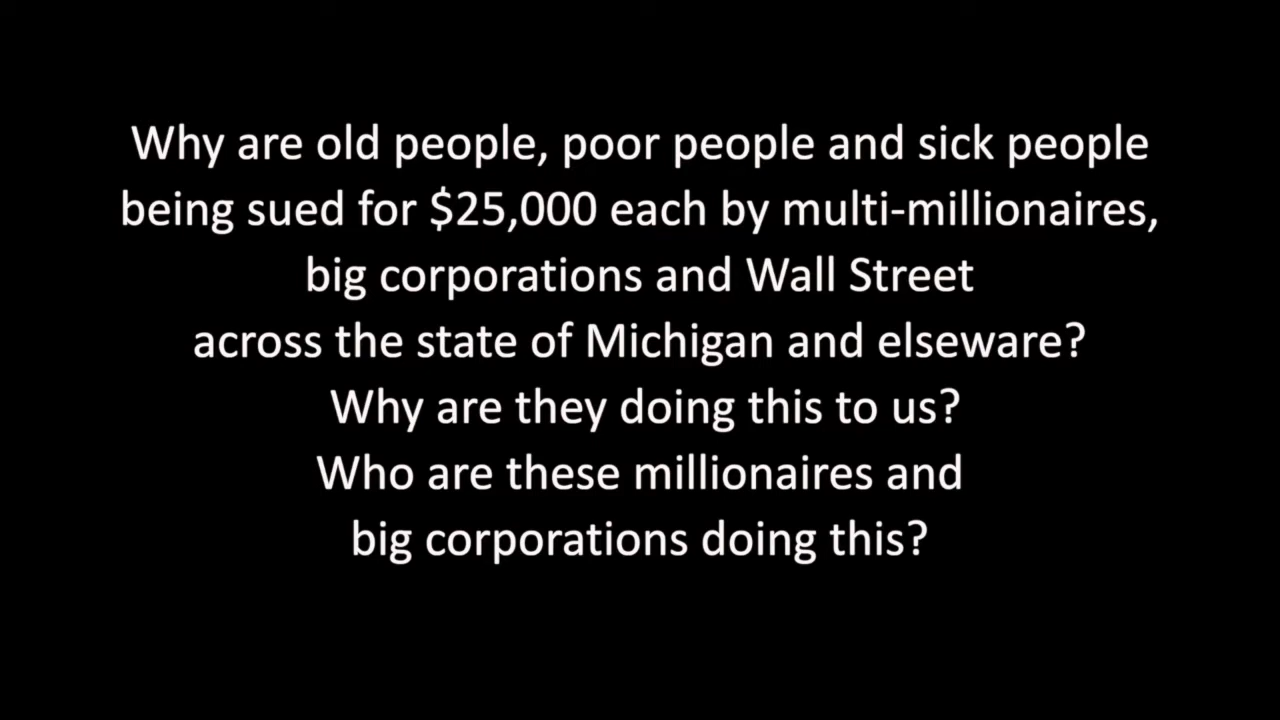 Why are old people, poor people and sick people
being sued for $25,000 each by multi-millionaires,
big corporations and Wall Street
across the state of Michigan and elseware?
Why are they doing this to us?
Who are these millionaires and
big corporations doing this?